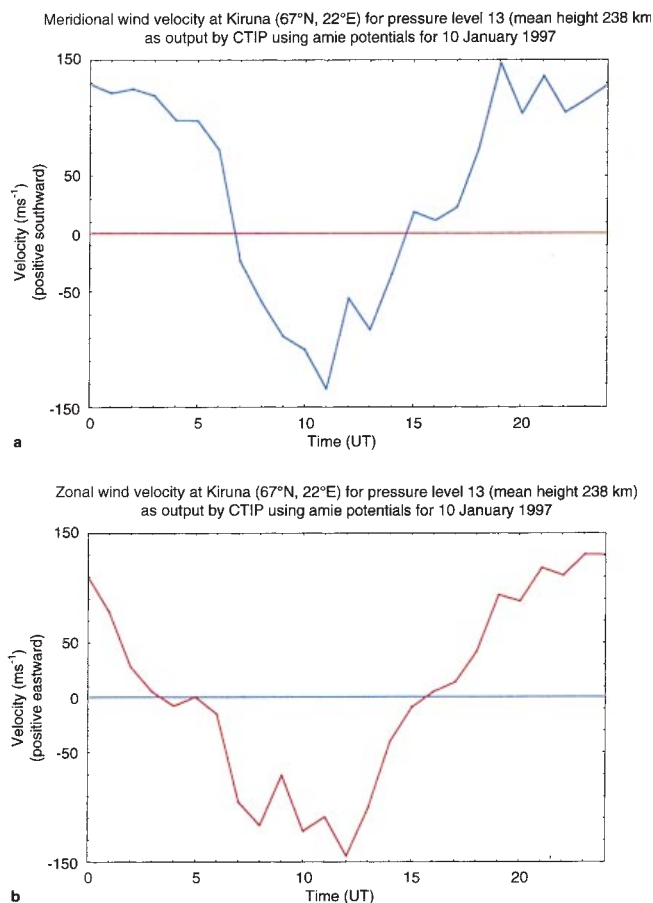 Meridional wind velocity at Kiruna (67°N, 22°E) for pressure level 13 (mean height 238 km
as output by CTIP using amie potentials for 10 January 1997
150
50
0
-50
-150
Velocity (ms⁻¹)
(positive southward)
0 5 10 15 20
Time (UT)
a
Zonal wind velocity at Kiruna (67°N, 22°E) for pressure level 13 (mean height 238 km)
as output by CTIP using amie potentials for 10 January 1997
150
50
0
-50
-150
Velocity (ms⁻¹)
(positive eastward)
0 5 10 15 20
Time (UT)
b